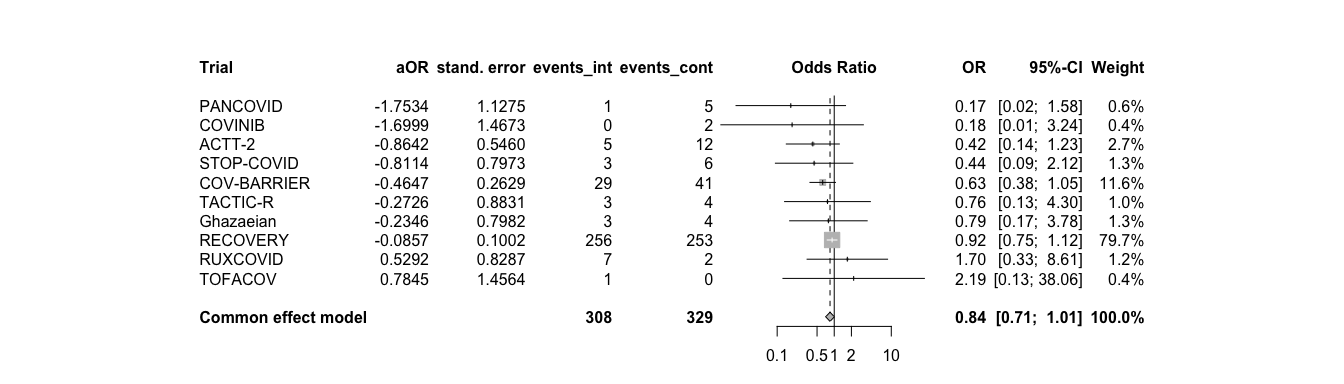 Trial aOR stand. error events_int events_cont Odds Ratio OR 95%-CI Weight
PANCOVID -1.7534 1.1275 1 5 0.17 [0.02; 1.58] 0.6%
COVINIB -1.6999 1.4673 0 2 0.18 [0.01; 3.24] 0.4%
ACTT-2 -0.8642 0.5460 5 12 0.42 [0.14; 1.23] 2.7%
STOP-COVID -0.8114 0.7973 3 6 0.44 [0.09; 2.12] 1.3%
COV-BARRIER -0.4647 0.2629 29 41 0.63 [0.38; 1.05] 11.6%
TACTIC-R -0.2726 0.8831 3 4 0.76 [0.13; 4.30] 1.0%
Ghazaeian -0.2346 0.7982 3 4 0.79 [0.17; 3.78] 1.3%
RECOVERY -0.0857 0.1002 256 253 0.92 [0.75; 1.12] 79.7%
RUXCOVID 0.5292 0.8287 7 2 1.70 [0.33; 8.61] 1.2%
TOFACOV 0.7845 1.4564 1 0 2.19 [0.13; 38.06] 0.4%
Common effect model 308 329 0.84 [0.71; 1.01] 100.0%
0.1 0.5 1 2 10